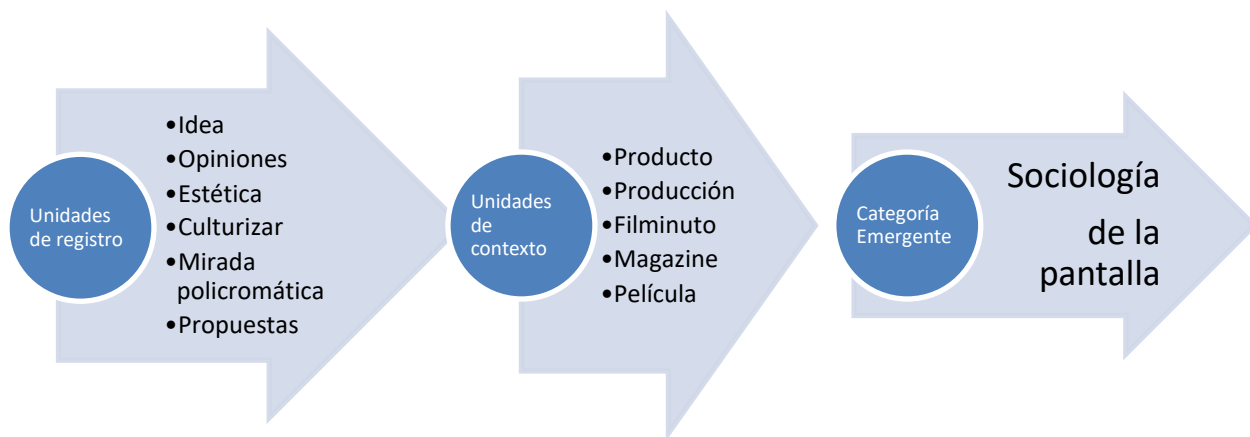 Unidades
de registro
•Idea
•Opiniones
•Estética
•Culturizar
•Mirada
policromática
•Propuestas
Unidades
de
contexto
•Producto
•Producción
•Filminuto
•Magazine
•Película
Categoría
Emergente
Sociología
de la
pantalla